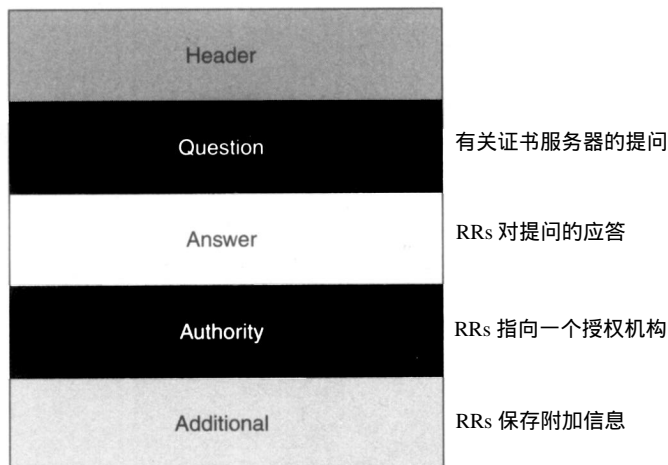 Header
Question
有关证书服务器的提问
Answer
RRs 对提问的应答
Authority
RRs 指向一个授权机构
Additional
RRs 保存附加信息